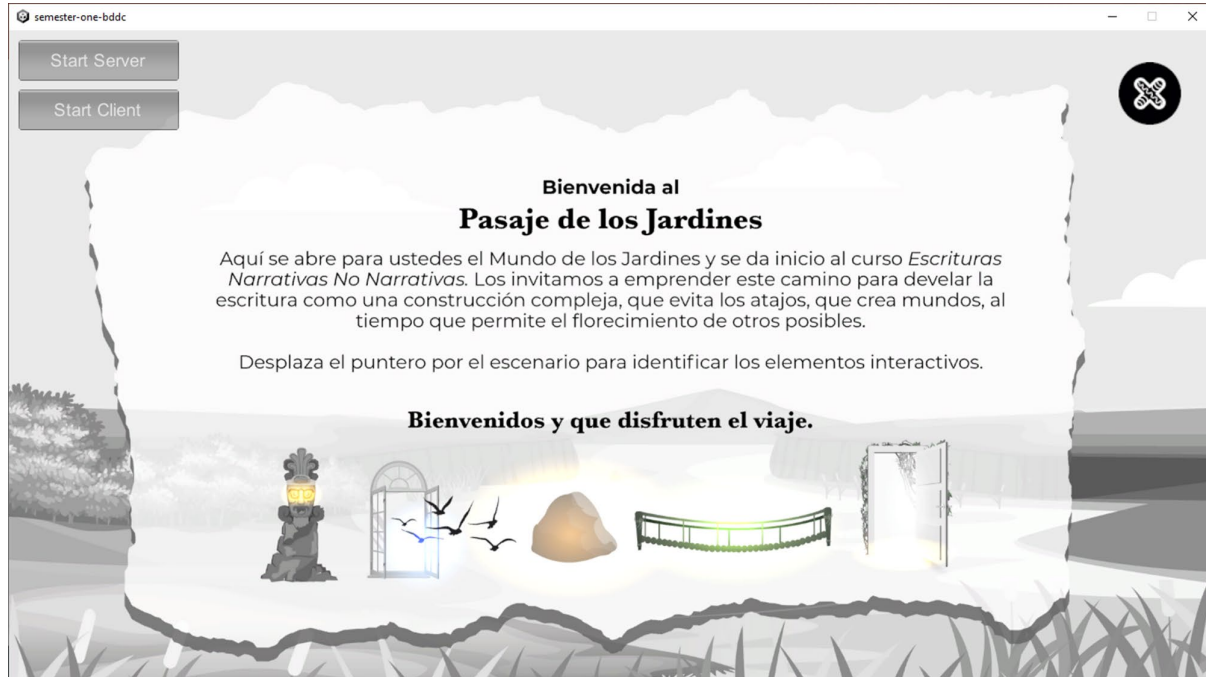 semester-one-bddc
Start Server
Start Client
Bienvenida al
Pasaje de los Jardines
Aquí se abre para ustedes el Mundo de los Jardines y se da inicio al curso Escrituras
Narrativas No Narrativas. Los invitamos a emprender este camino para develar la
escritura como una construcción compleja, que evita los atajos, que crea mundos, al
tiempo que permite el florecimiento de otros posibles.
Desplaza el puntero por el escenario para identificar los elementos interactivos.
Bienvenidos y que disfruten el viaje.